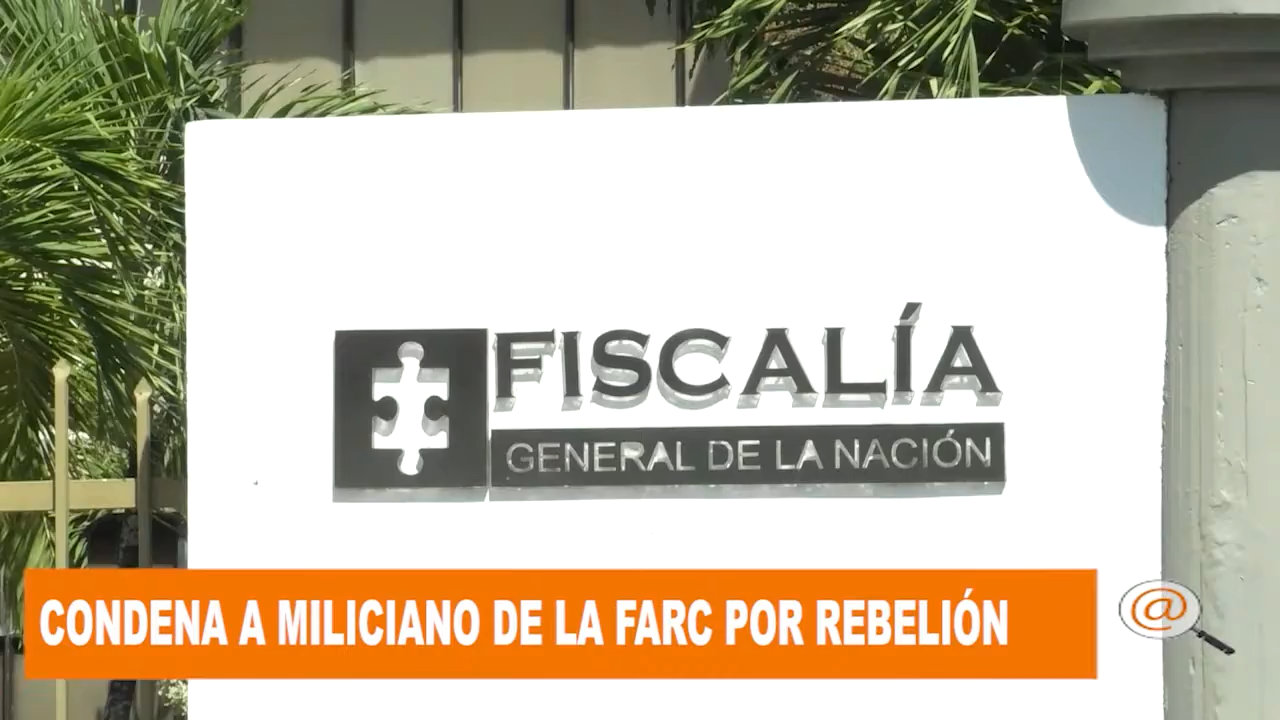 FISCALÍA
GENERAL DE LA NACIÓN
CONDENA A MILICIANO DE LA FARC POR REBELIÓN
@